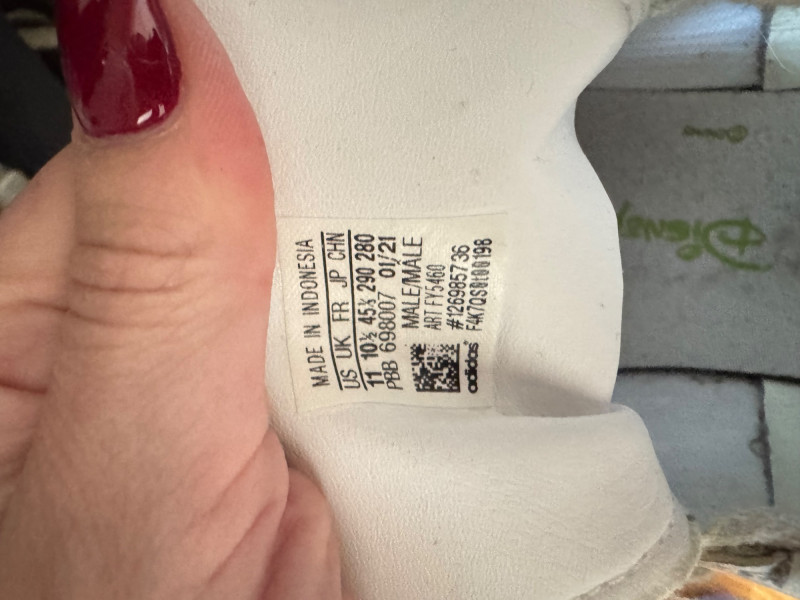 MADE IN INDONESIA
US UK FR JP CHN
11 10½ 45⅓ 290 280
PBB 698007 01/21
MALE/MALE
ART FY5460
#126985736
adidas® F4K7QS0t00198
Disney